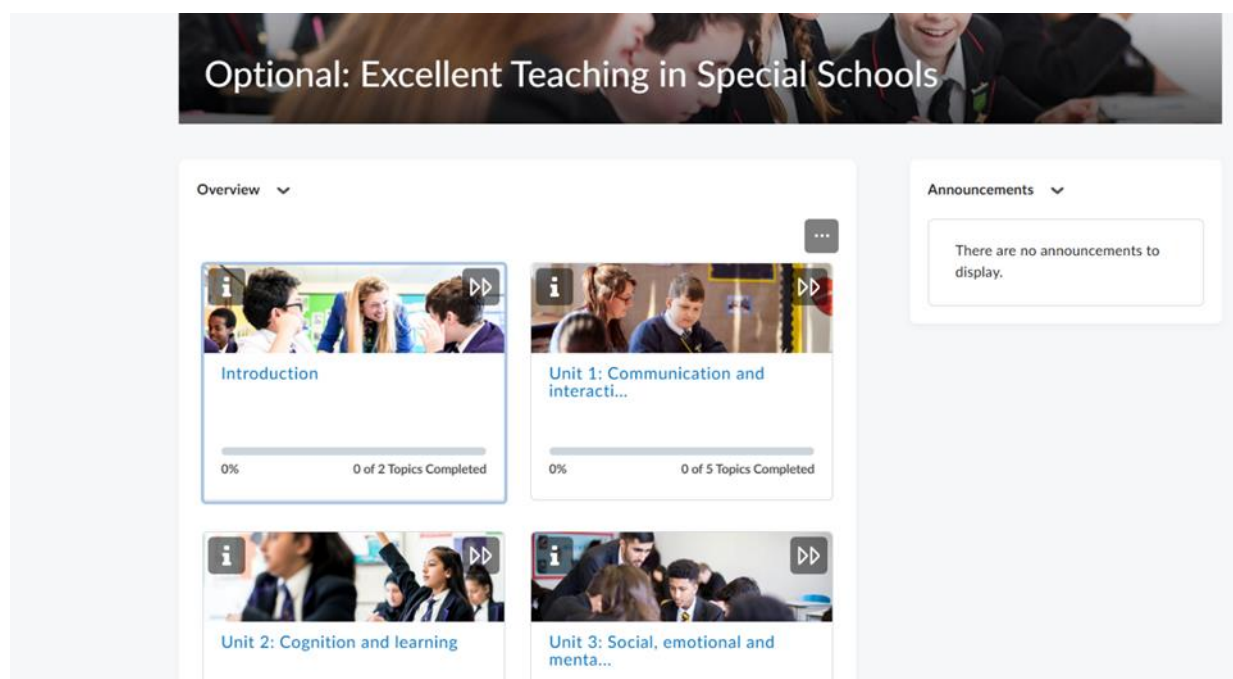 Optional: Excellent Teaching in Special Schools
Overview
Announcements
There are no announcements to
display.
Introduction
0%
0 of 2 Topics Completed
Unit 1: Communication and
interacti...
0%
0 of 5 Topics Completed
Unit 2: Cognition and learning
Unit 3: Social, emotional and
menta...